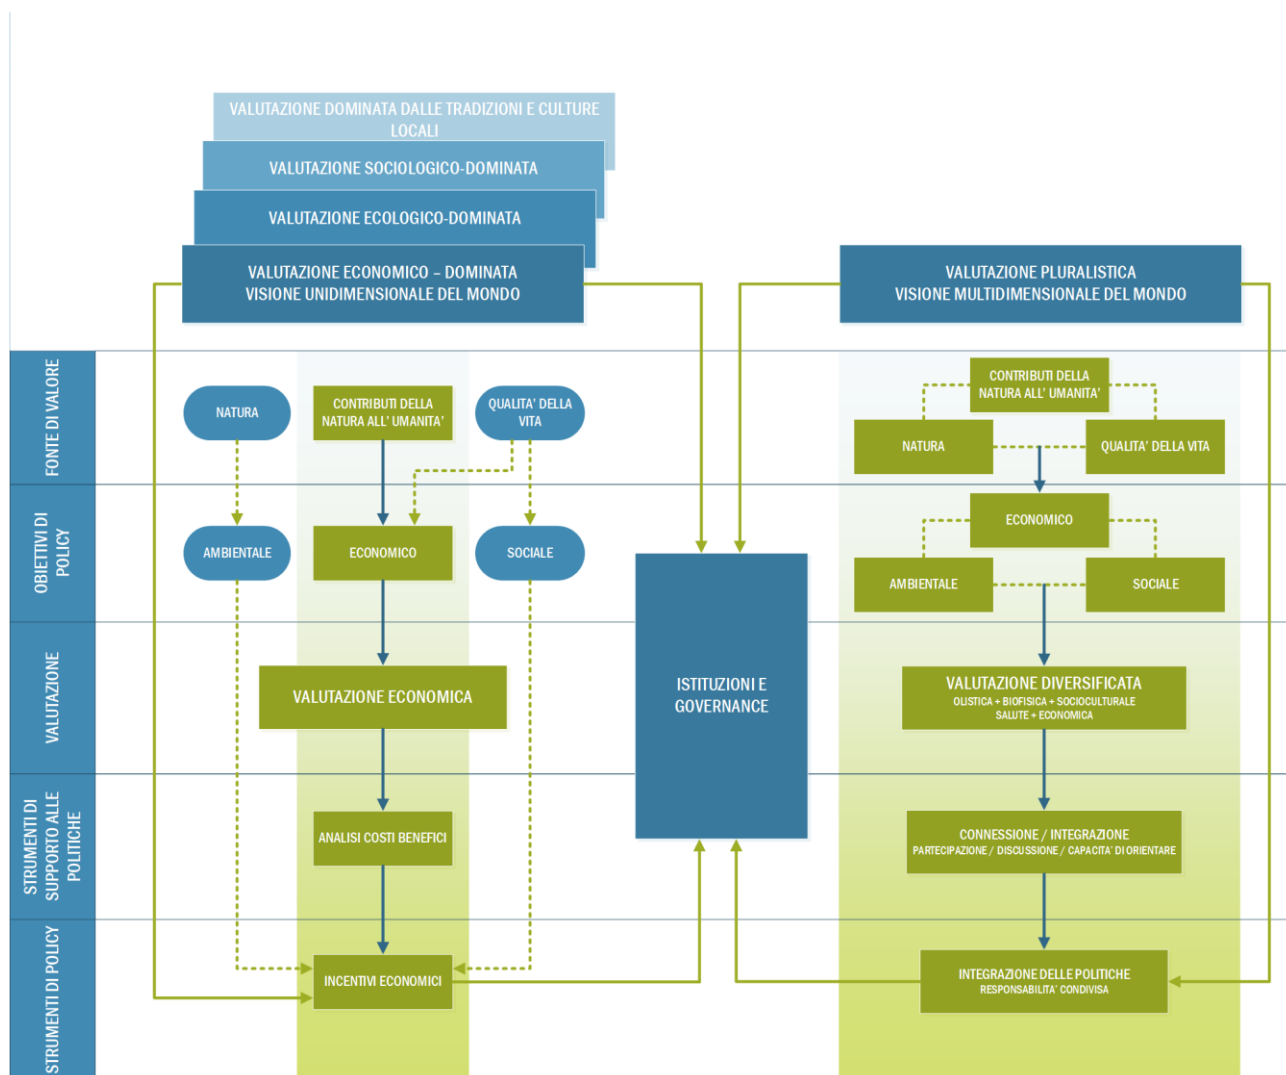 VALUTAZIONE DOMINATA DALLE TRADIZIONI E CULTURE
LOCALI
VALUTAZIONE SOCIOLOGICO-DOMINATA
VALUTAZIONE ECOLOGICO-DOMINATA
VALUTAZIONE ECONOMICO – DOMINATA
VISIONE UNIDIMENSIONALE DEL MONDO
VALUTAZIONE PLURALISTICA
VISIONE MULTIDIMENSIONALE DEL MONDO
FONTE DI VALORE
NATURA
CONTRIBUTI DELLA
NATURA ALL' UMANITA'
QUALITA' DELLA
VITA
CONTRIBUTI DELLA
NATURA ALL' UMANITA'
NATURA
QUALITA' DELLA VITA
OBIETTIVI DI
POLICY
AMBIENTALE
ECONOMICO
SOCIALE
ECONOMICO
AMBIENTALE
SOCIALE
ISTITUZIONI E
GOVERNANCE
VALUTAZIONE
VALUTAZIONE ECONOMICA
VALUTAZIONE DIVERSIFICATA
OLISTICA + BIOFISICA + SOCIOCULTURALE
SALUTE + ECONOMICA
STRUMENTI DI
SUPPORTO ALLE
POLITICHE
ANALISI COSTI BENEFICI
CONNESSIONE / INTEGRAZIONE
PARTECIPAZIONE / DISCUSSIONE / CAPACITA' DI ORIENTARE
STRUMENTI DI POLICY
INCENTIVI ECONOMICI
INTEGRAZIONE DELLE POLITICHE
RESPONSABILITA' CONDIVISA